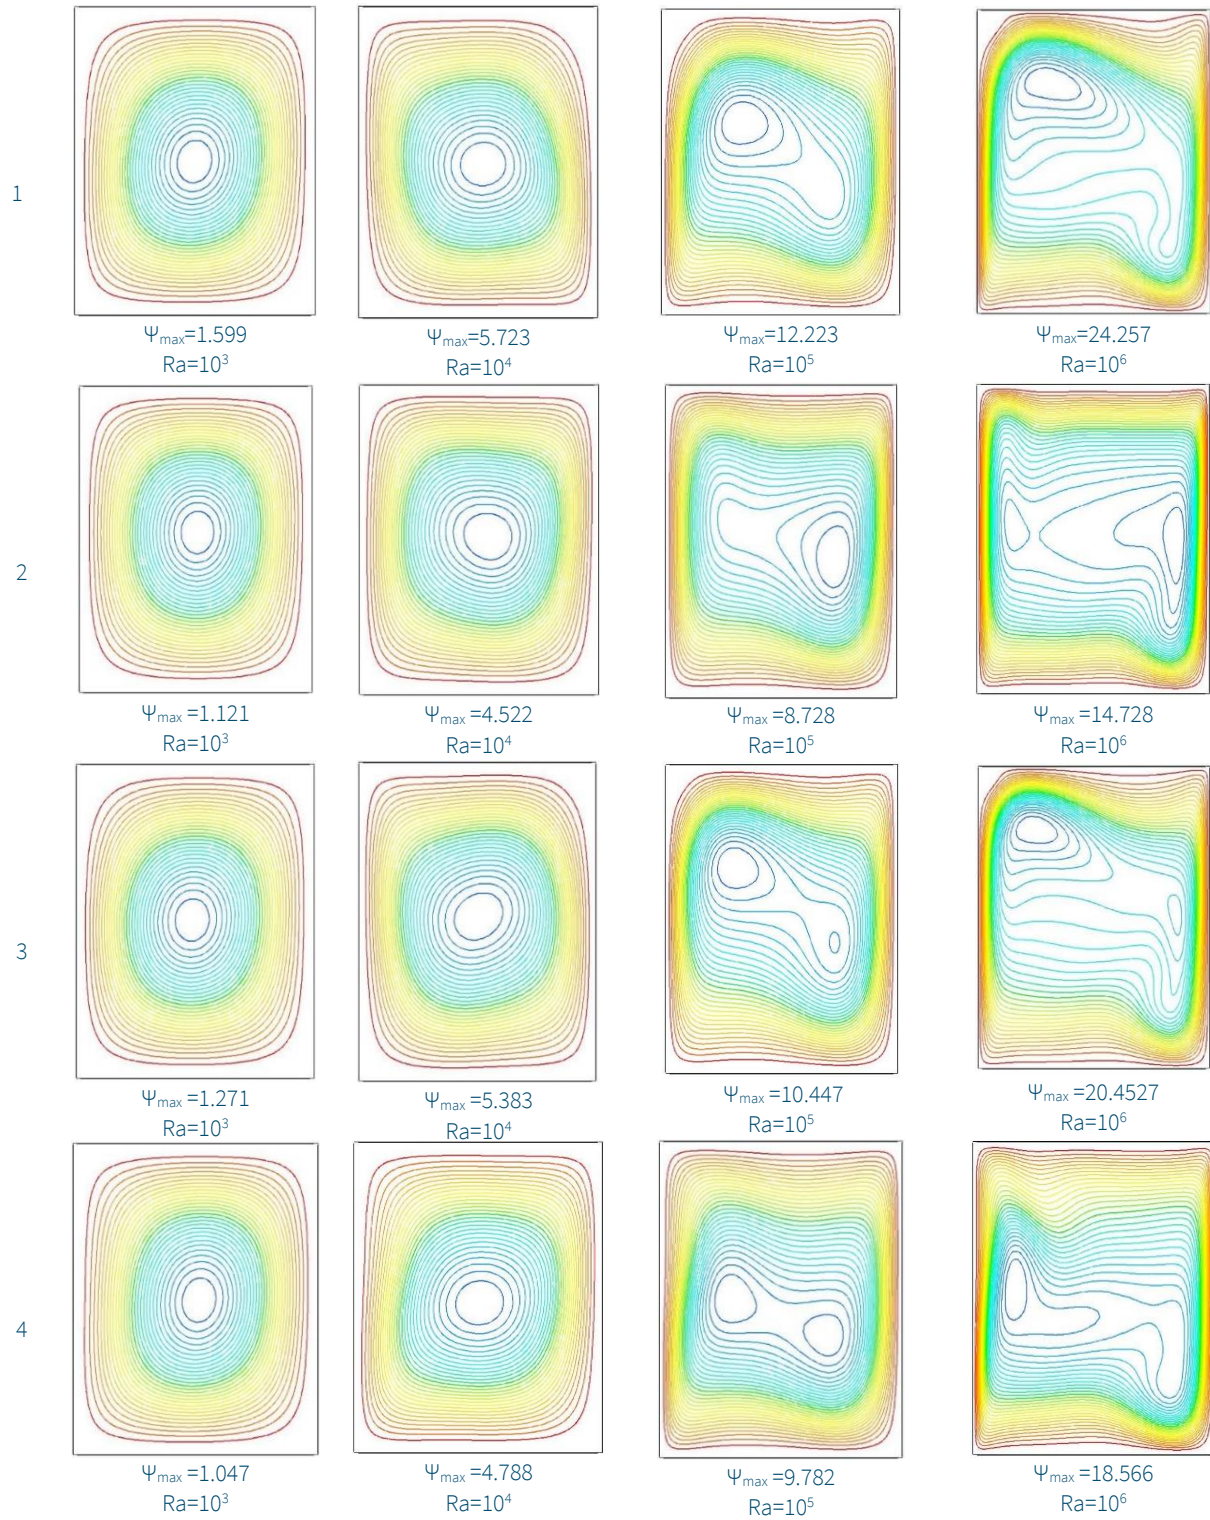 1
Ψmax=1.599 Ψmax=5.723 Ψmax=12.223 Ψmax=24.257
Ra=10³ Ra=10⁴ Ra=10⁵ Ra=10⁶
2
Ψmax =1.121 Ψmax =4.522 Ψmax =8.728 Ψmax =14.728
Ra=10³ Ra=10⁴ Ra=10⁵ Ra=10⁶
3
Ψmax =1.271 Ψmax =5.383 Ψmax =10.447 Ψmax =20.4527
Ra=10³ Ra=10⁴ Ra=10⁵ Ra=10⁶
4
Ψmax =1.047 Ψmax =4.788 Ψmax =9.782 Ψmax =18.566
Ra=10³ Ra=10⁴ Ra=10⁵ Ra=10⁶